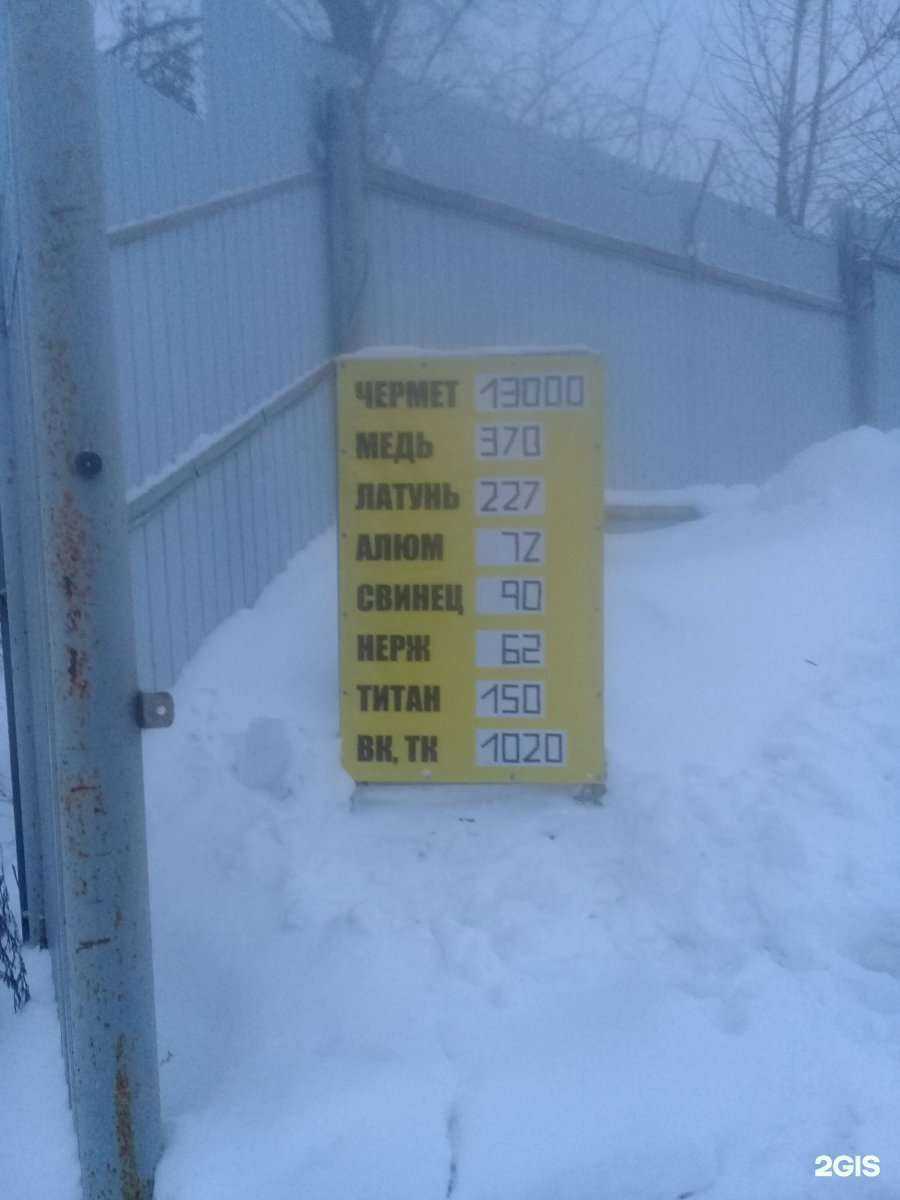 ЧЕРМЕТ 13000
МЕДЬ 370
ЛАТУНЬ 227
АЛЮМ 72
СВИНЕЦ 90
НЕРЖ 62
ТИТАН 150
ВК, ТК 1020
2GIS